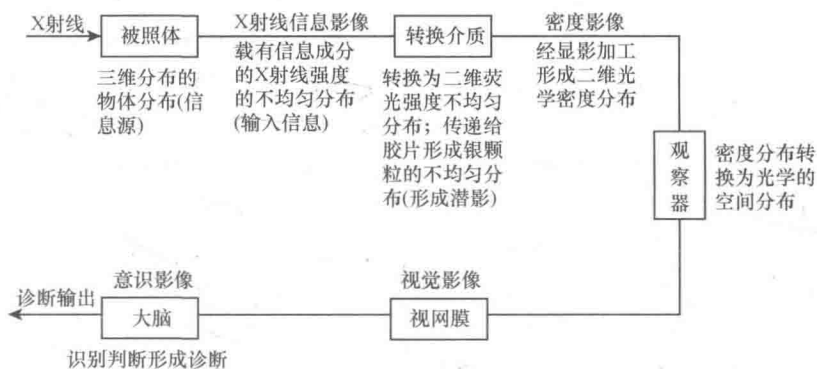 X射线
被照体
三维分布的
物体分布(信
息源)
X射线信息影像
载有信息成分
的X射线强度
的不均匀分布
(输入信息)
转换介质
转换为二维荧
光强度不均匀
分布；传递给
胶片形成银颗
粒的不均匀分
布(形成潜影)
密度影像
经显影加工
形成二维光
学密度分布
观
察
器
密度分布转
换为光学的
空间分布
视觉影像
视网膜
意识影像
大脑
识别判断形成诊断
诊断输出